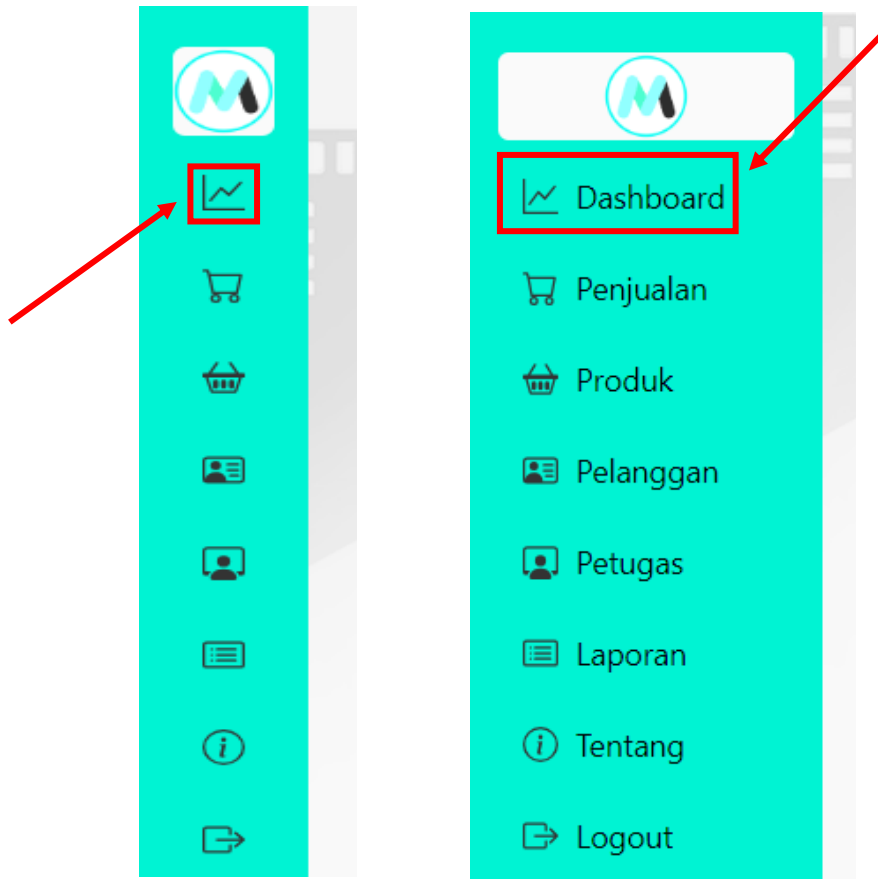 Dashboard
Penjualan
Produk
Pelanggan
Petugas
Laporan
Tentang
Logout